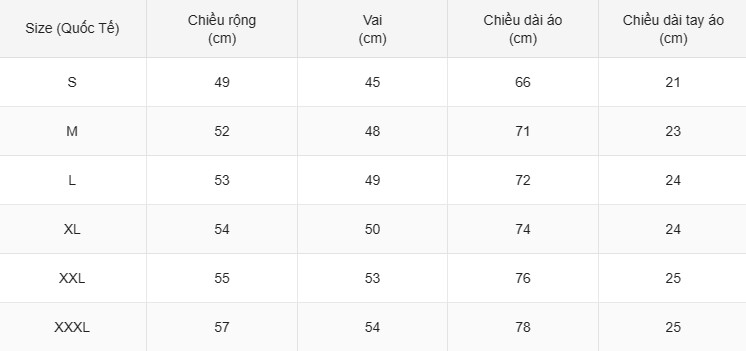 Size (Quốc Tế) Chiều rộng (cm) Vai (cm) Chiều dài áo (cm) Chiều dài tay áo (cm)
S 49 45 66 21
M 52 48 71 23
L 53 49 72 24
XL 54 50 74 24
XXL 55 53 76 25
XXXL 57 54 78 25